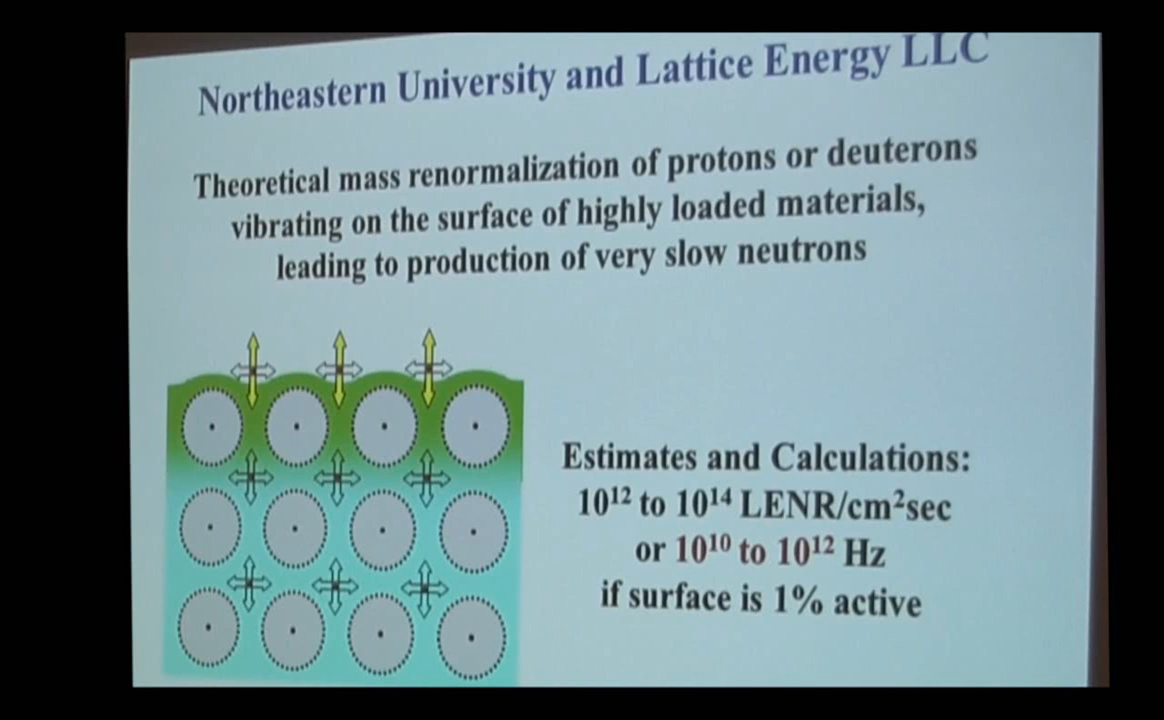 Northeastern University and Lattice Energy LLC
Theoretical mass renormalization of protons or deuterons
vibrating on the surface of highly loaded materials,
leading to production of very slow neutrons
Estimates and Calculations:
10¹² to 10¹⁴ LENR/cm²sec
or 10¹⁰ to 10¹² Hz
if surface is 1% active